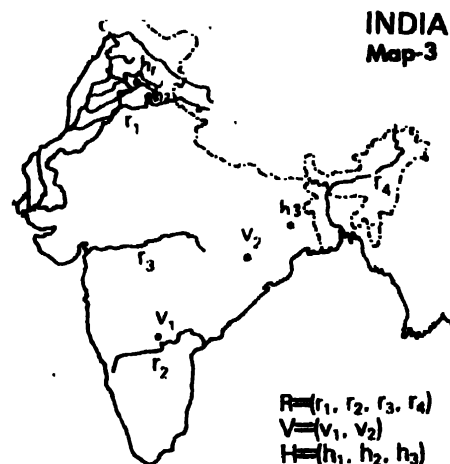 INDIA
Map-3
h₁
r₁
r₄
h₃
v₂
r₃
v₁
r₂
R=(r₁, r₂, r₃, r₄)
V=(v₁, v₂)
H=(h₁, h₂, h₃)